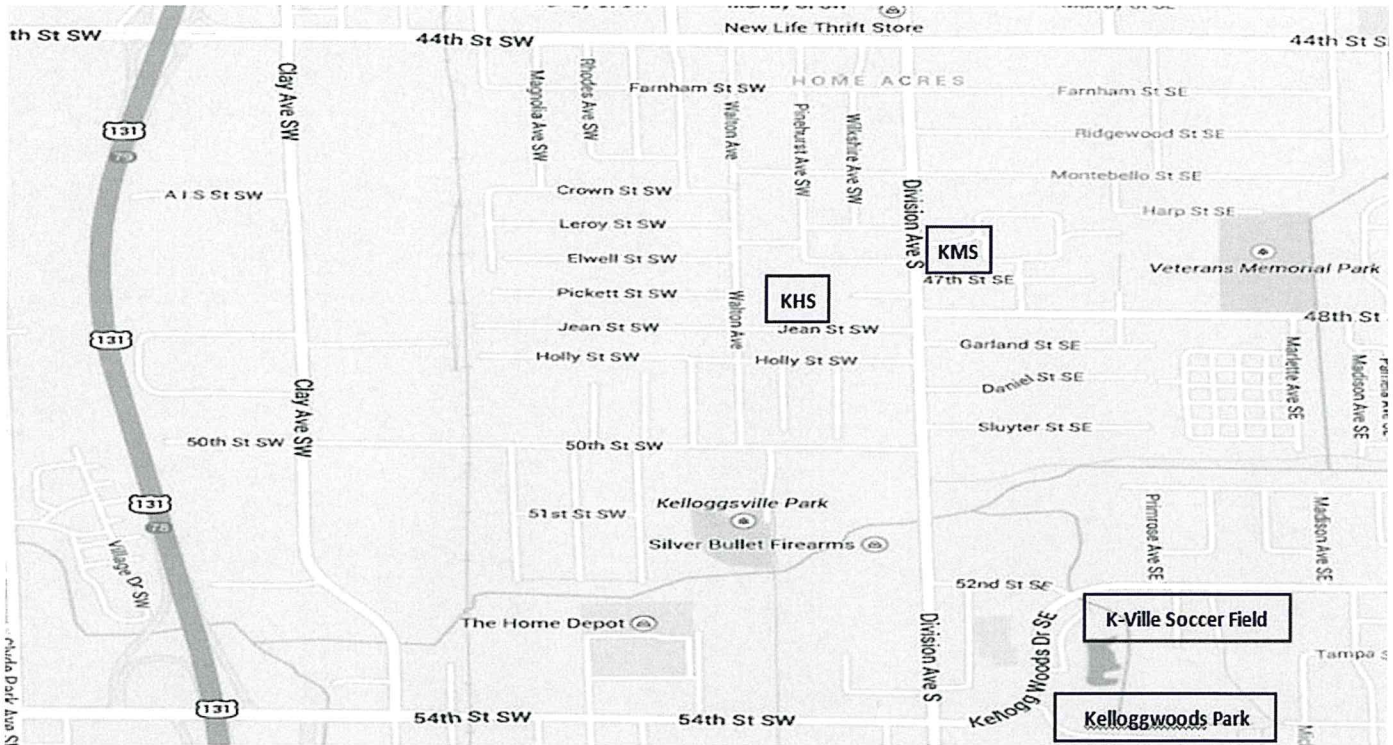 New Life Thrift Store
th St SW
44th St SW
44th St S
HOME ACRES
Farnham St SW
Farnham St SE
Clay Ave SW
Magnolia Ave SW
Rhodes Ave SW
Walton Ave
Pinehurst Ave SW
Wilkshire Ave SW
131
Ridgewood St SE
Montebello St SE
A I S St SW
Crown St SW
Division Ave S
Harp St SE
Leroy St SW
KMS
Elwell St SW
Veterans Memorial Park
47th St SE
Pickett St SW
KHS
Walton Ave
48th St
131
Jean St SW
Jean St SW
Garland St SE
Holly St SW
Holly St SW
Marlette Ave SE
Madison Ave SE
Daniel St SE
Clay Ave SW
Sluyter St SE
50th St SW
50th St SW
131
Kelloggsville Park
Primrose Ave SE
Madison Ave SE
51st St SW
Silver Bullet Firearms
Village Dr SW
52nd St SE
The Home Depot
K-Ville Soccer Field
Division Ave S
Kellogg Woods Dr SE
Tampa S
131
54th St SW
54th St SW
Kelloggwoods Park